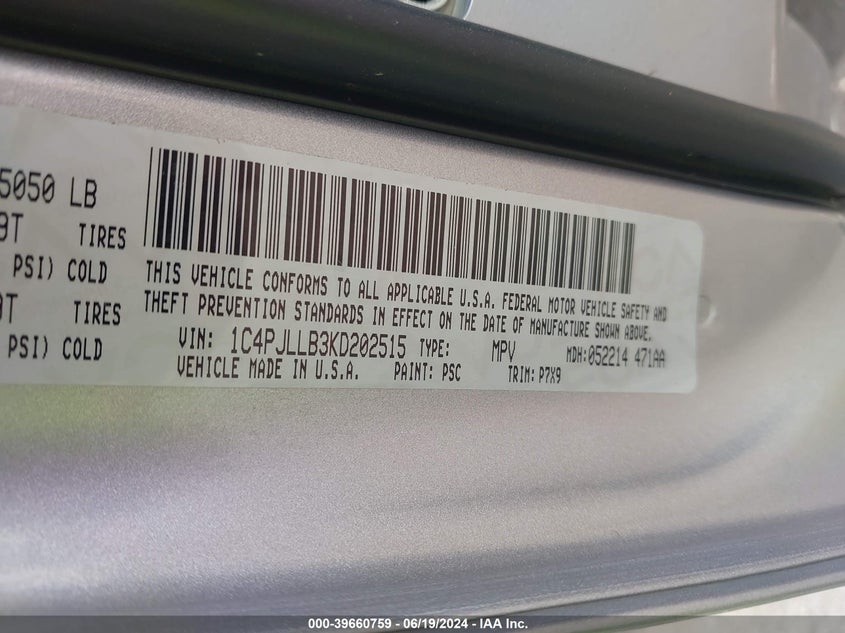 5050 LB
9T TIRES
PSI) COLD
0T TIRES
PSI) COLD
THIS VEHICLE CONFORMS TO ALL APPLICABLE U.S.A. FEDERAL MOTOR VEHICLE SAFETY AND
THEFT PREVENTION STANDARDS IN EFFECT ON THE DATE OF MANUFACTURE SHOWN ABOVE.
VIN: 1C4PJLLB3KD202515 TYPE: MPV MDH:052214 471AA
VEHICLE MADE IN U.S.A. PAINT: PSC TRIM: P7X9
000-39660759 - 06/19/2024 - IAA Inc.